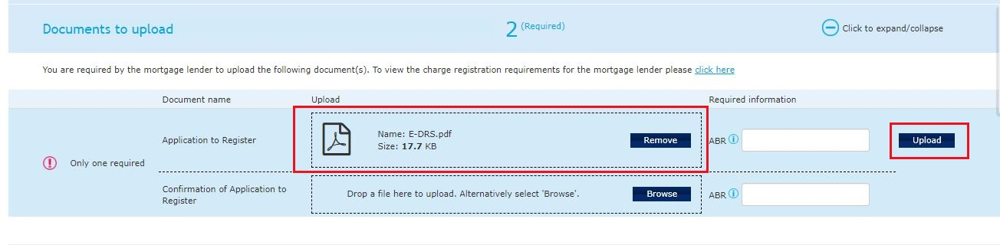 Documents to upload
2 (Required)
Click to expand/collapse
You are required by the mortgage lender to upload the following document(s). To view the charge registration requirements for the mortgage lender please click here
Document name
Upload
Required information
Only one required
Application to Register
Name: E-DRS.pdf
Size: 17.7 KB
Remove
ABR
Upload
Confirmation of Application to
Register
Drop a file here to upload. Alternatively select 'Browse'.
Browse
ABR